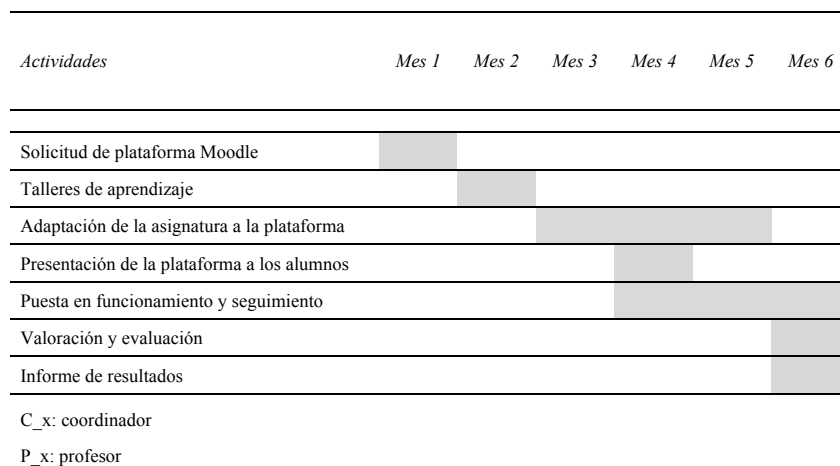 Actividades Mes 1 Mes 2 Mes 3 Mes 4 Mes 5 Mes 6
Solicitud de plataforma Moodle
Talleres de aprendizaje
Adaptación de la asignatura a la plataforma
Presentación de la plataforma a los alumnos
Puesta en funcionamiento y seguimiento
Valoración y evaluación
Informe de resultados
C_x: coordinador
P_x: profesor